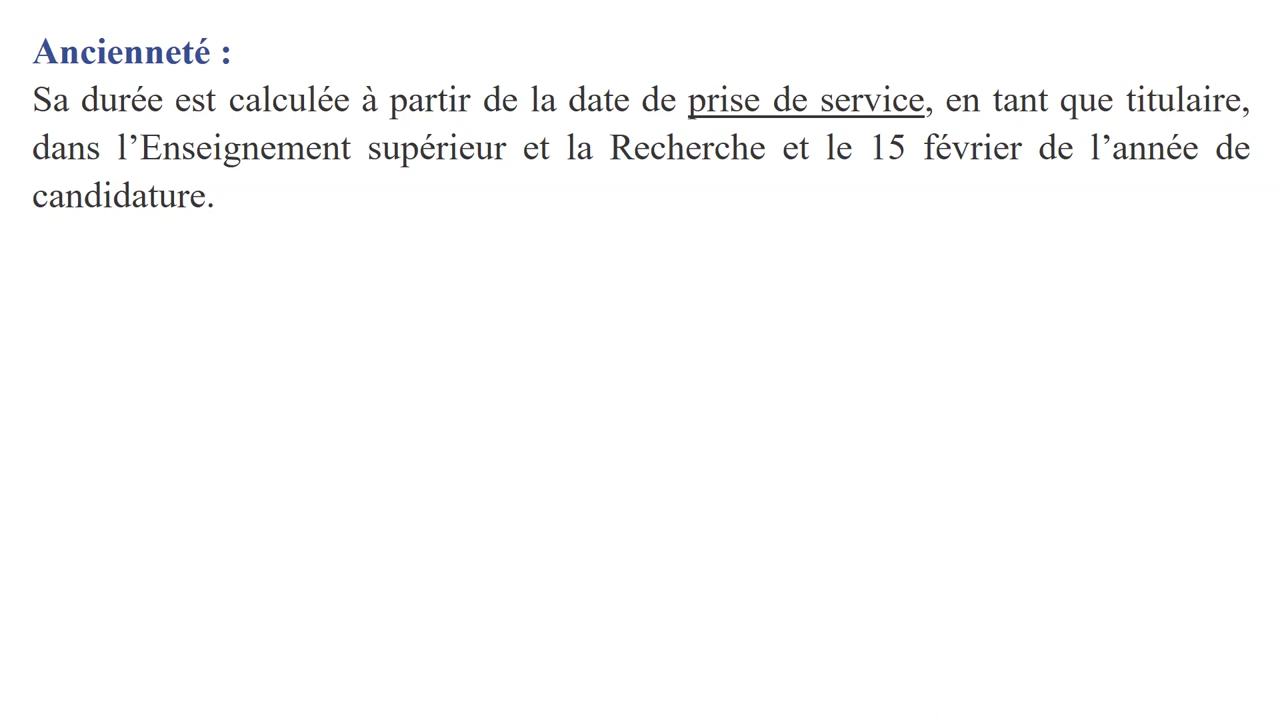 Ancienneté :
Sa durée est calculée à partir de la date de prise de service, en tant que titulaire,
dans l’Enseignement supérieur et la Recherche et le 15 février de l’année de
candidature.